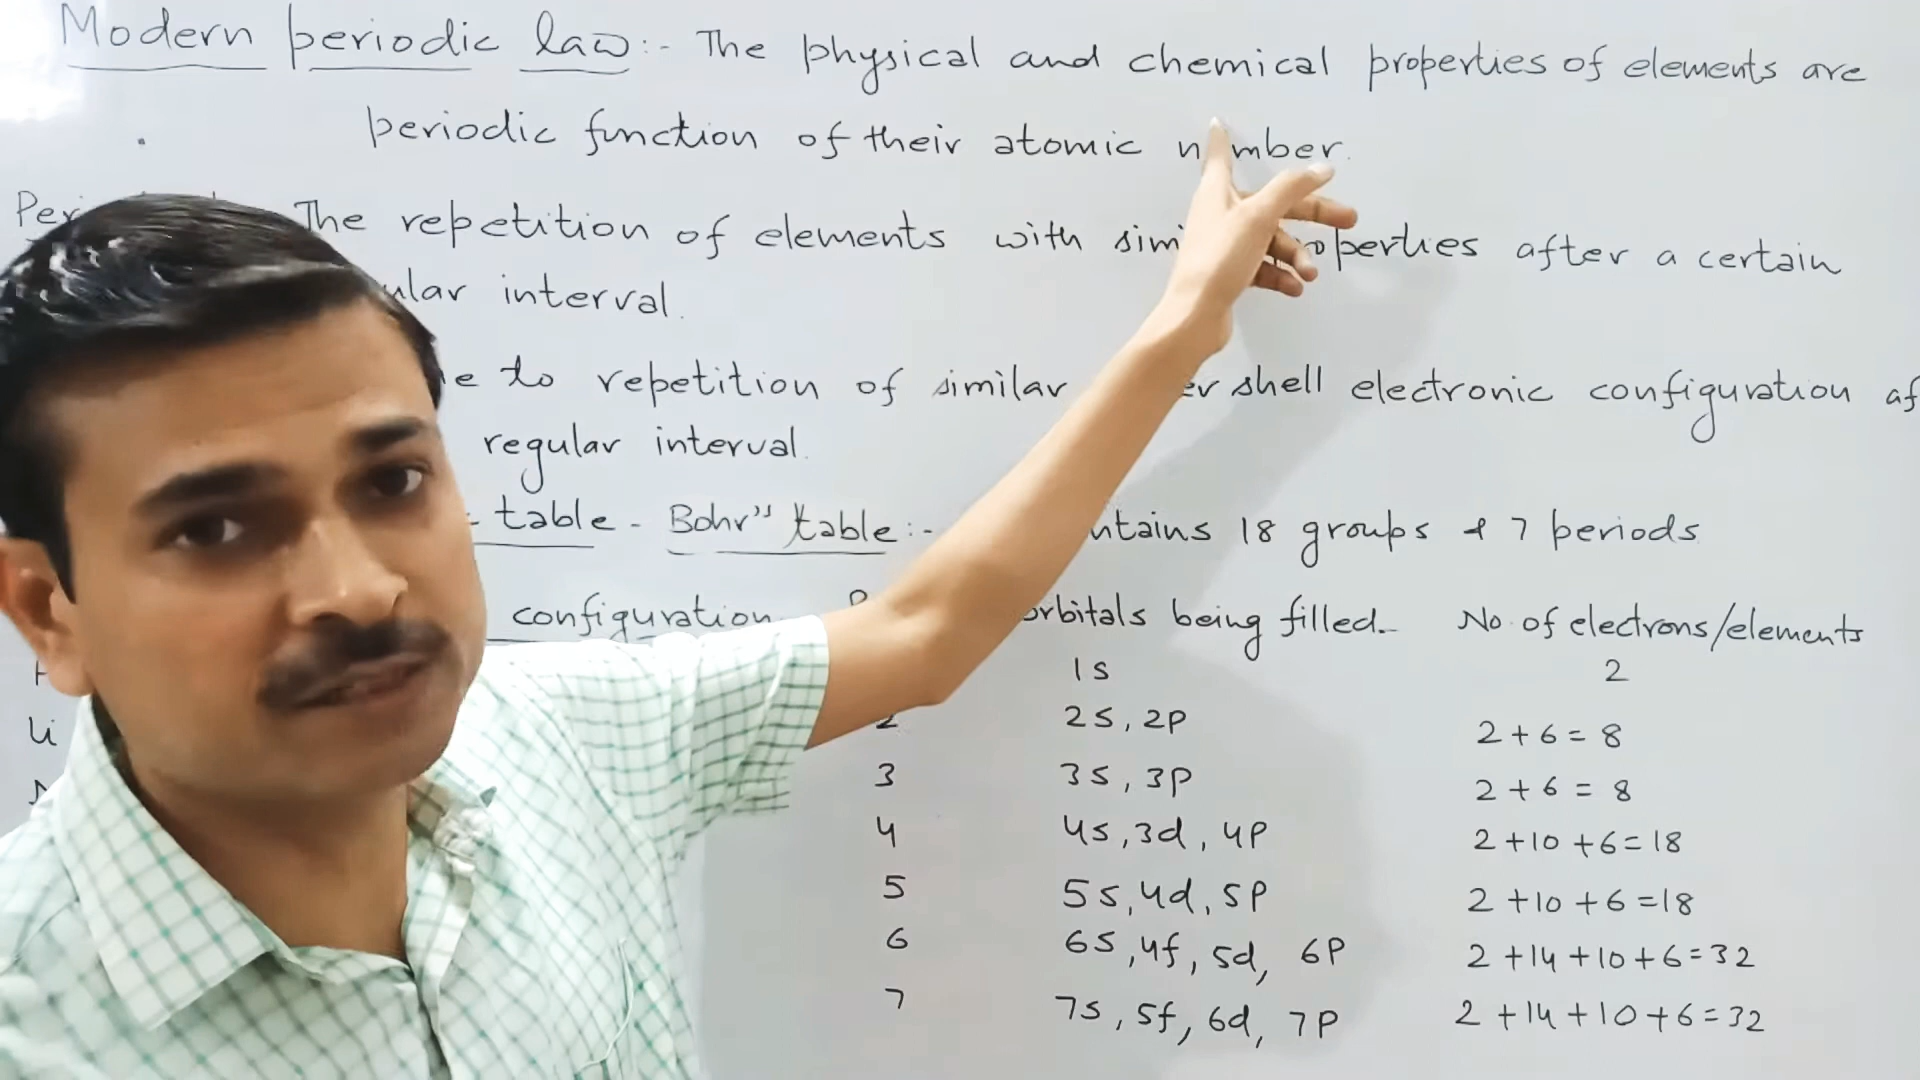 Modern periodic law :- The physical and chemical properties of elements are
periodic function of their atomic number.
The repetition of elements with properties after a certain
interval.
to repetition of similar shell electronic configuration
regular interval.
table - Bohr's table :- 18 groups & 7 periods
configuration orbitals being filled. No. of electrons/elements
1s 2
Li 2 2s, 2p 2 + 6 = 8
3 3s, 3p 2 + 6 = 8
4 4s, 3d, 4p 2 + 10 + 6 = 18
5 5s, 4d, 5p 2 + 10 + 6 = 18
6 6s, 4f, 5d, 6p 2 + 14 + 10 + 6 = 32
7 7s, 5f, 6d, 7p 2 + 14 + 10 + 6 = 32